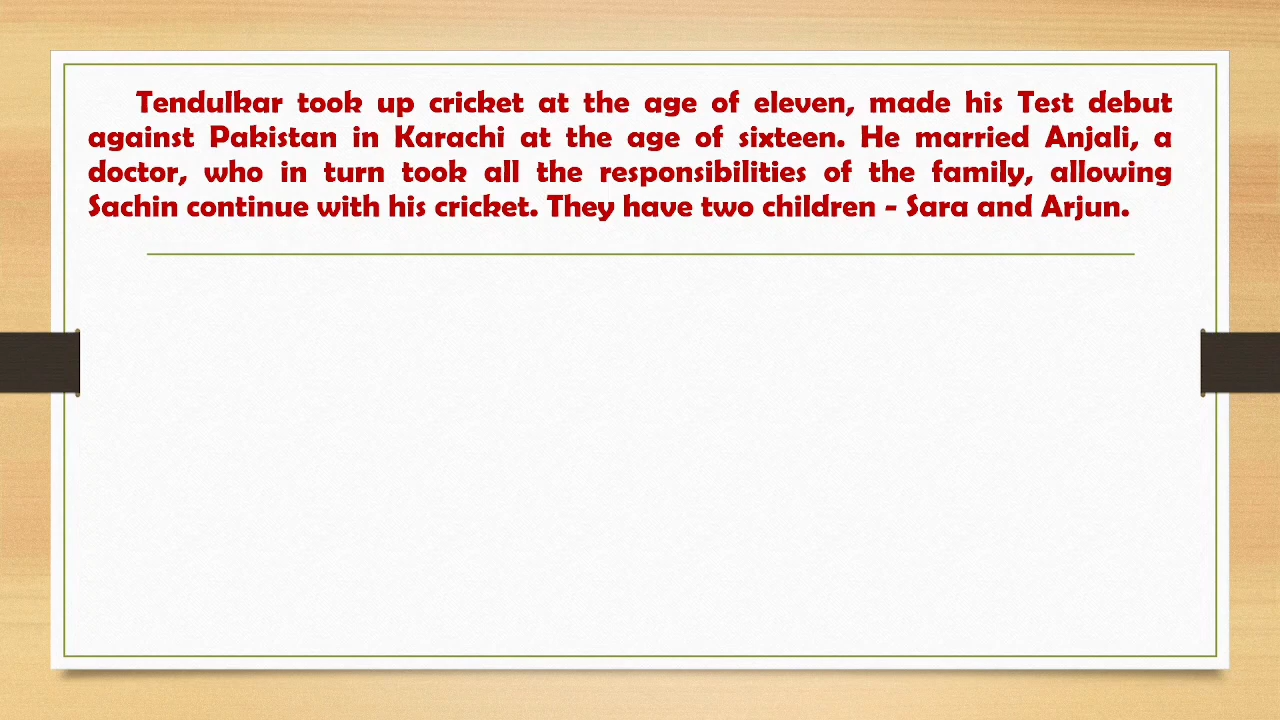 Tendulkar took up cricket at the age of eleven, made his Test debut
against Pakistan in Karachi at the age of sixteen. He married Anjali, a
doctor, who in turn took all the responsibilities of the family, allowing
Sachin continue with his cricket. They have two children - Sara and Arjun.